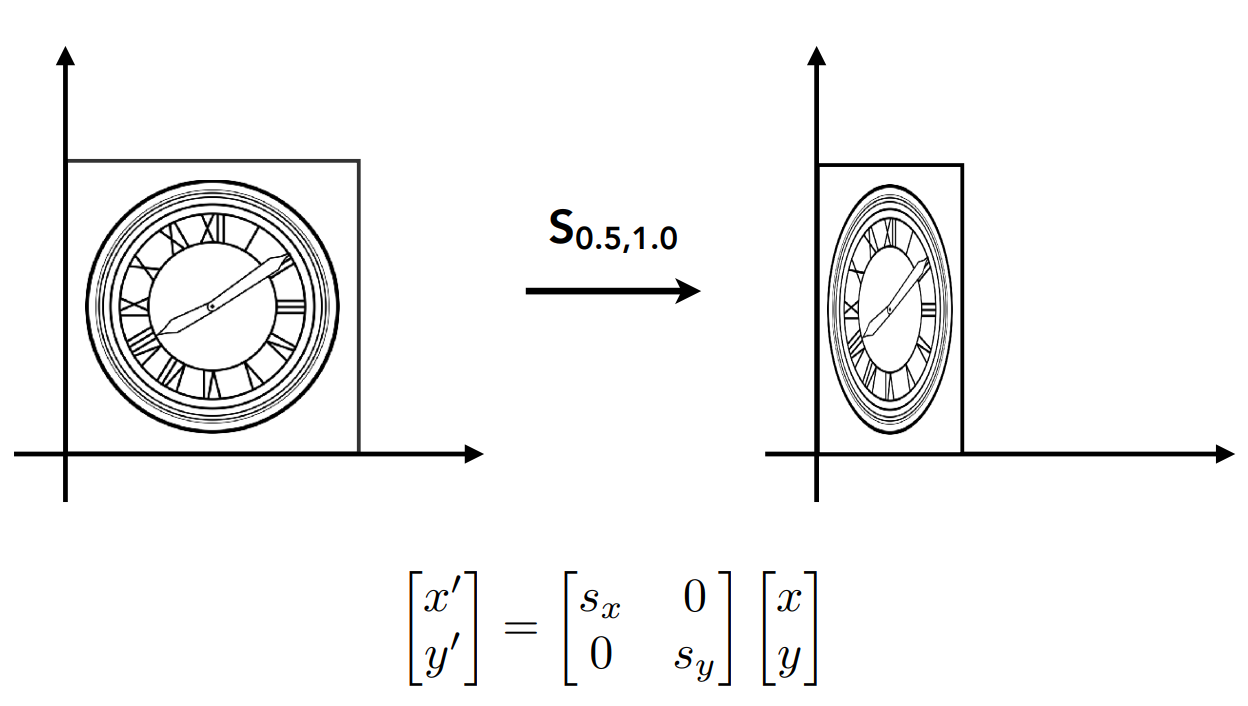 S0.5,1.0
[x′ y′] = [sx 0 0 sy] [x y]